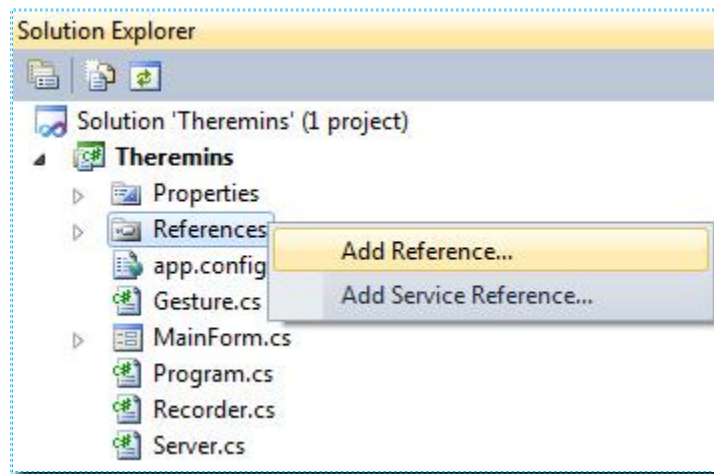 Solution Explorer
Solution 'Theremins' (1 project)
Theremins
Properties
References
Add Reference...
app.config
Gesture.cs
Add Service Reference...
MainForm.cs
Program.cs
Recorder.cs
Server.cs